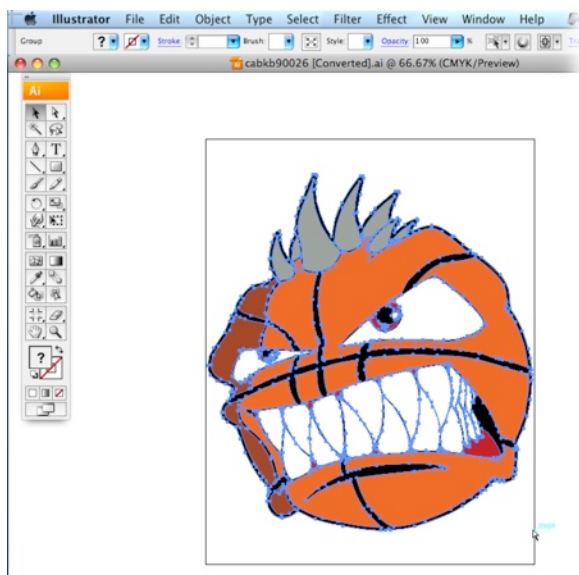 Illustrator File Edit Object Type Select Filter Effect View Window Help
Group ? Stroke: Brush: Style: Opacity: 100 %
cabkb90026 [Converted].ai @ 66.67% (CMYK/Preview)
Ai
T
?
page